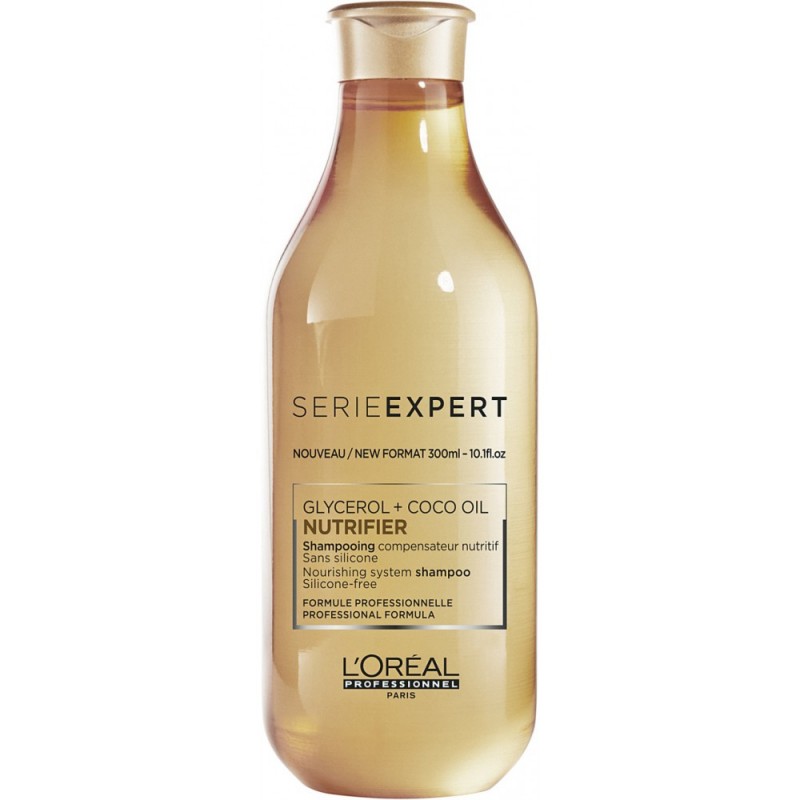 SERIEEXPERT
NOUVEAU / NEW FORMAT 300ml - 10.1fl.oz
GLYCEROL + COCO OIL
NUTRIFIER
Shampooing compensateur nutritif
Sans silicone
Nourishing system shampoo
Silicone-free
FORMULE PROFESSIONNELLE
PROFESSIONAL FORMULA
L'ORÉAL
PROFESSIONNEL
PARIS